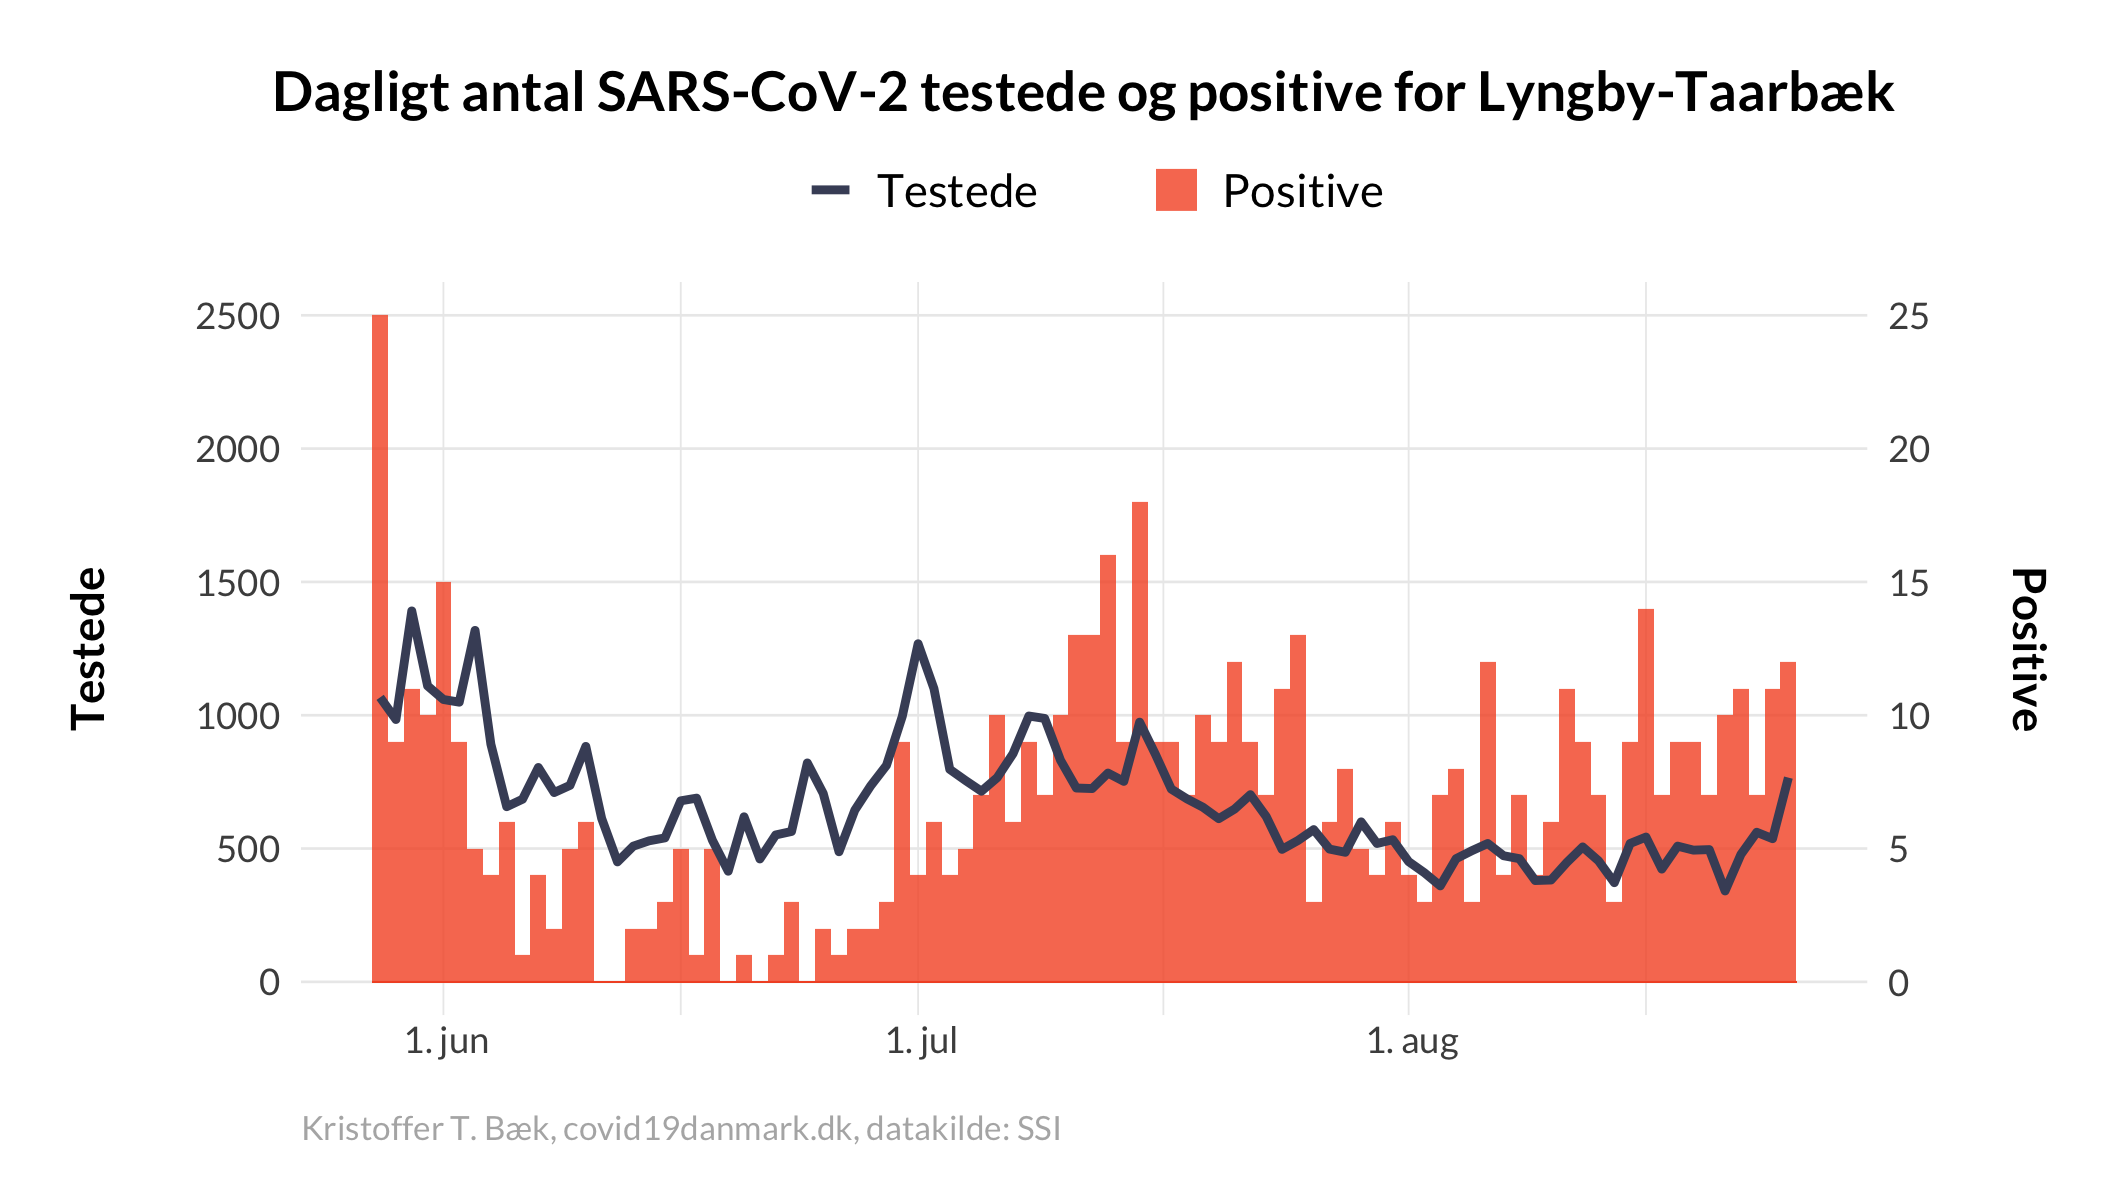 Dagligt antal SARS-CoV-2 testede og positive for Lyngby-Taarbæk
Testede
Positive
2500
2000
1500
1000
500
0
Testede
25
20
15
10
5
0
Positive
1. jun
1. jul
1. aug
Kristoffer T. Bæk, covid19danmark.dk, datakilde: SSI